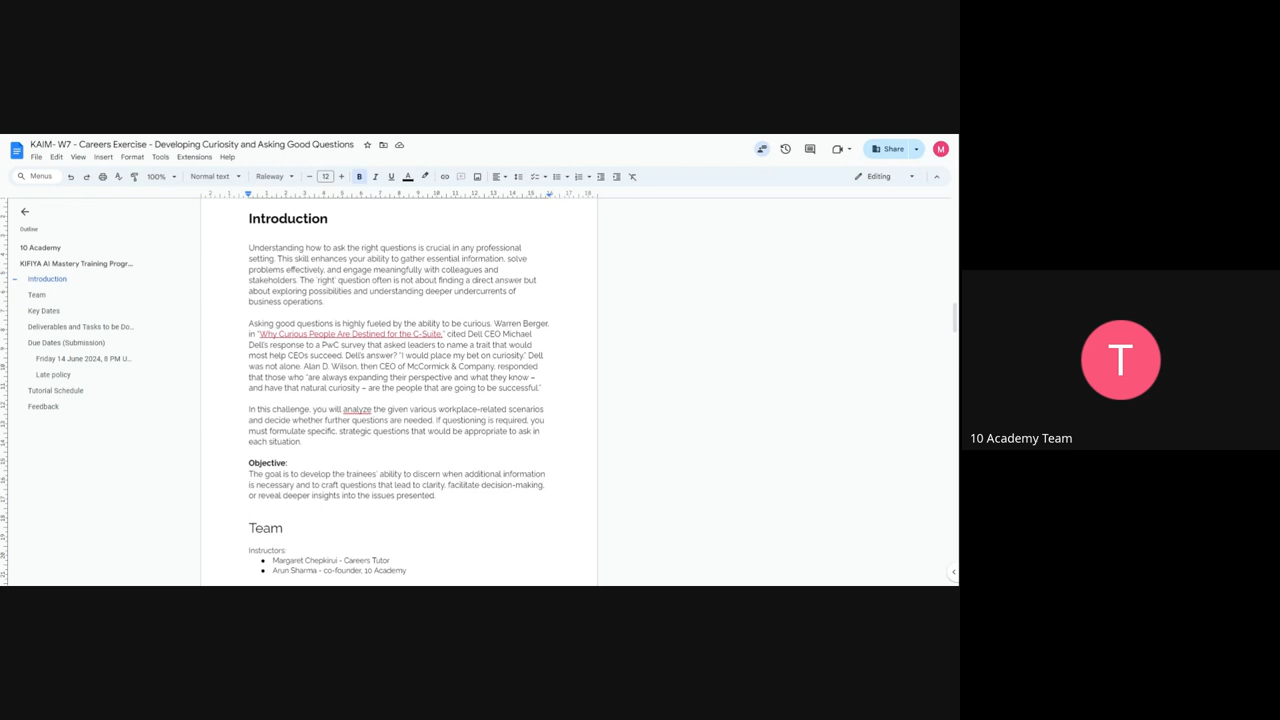 KAIM- W7 - Careers Exercise - Developing Curiosity and Asking Good Questions
File Edit View Insert Format Tools Extensions Help
Share
M
Menus
100%
Normal text
Raleway
12
Editing
Outline
10 Academy
KIFIYA AI Mastery Training Progr...
Introduction
Team
Key Dates
Deliverables and Tasks to be Do...
Due Dates (Submission)
Friday 14 June 2024, 8 PM U...
Late policy
Tutorial Schedule
Feedback
Introduction
Understanding how to ask the right questions is crucial in any professional
setting. This skill enhances your ability to gather essential information, solve
problems effectively, and engage meaningfully with colleagues and
stakeholders. The 'right' question often is not about finding a direct answer but
about exploring possibilities and understanding deeper undercurrents of
business operations.
Asking good questions is highly fueled by the ability to be curious. Warren Berger,
in "Why Curious People Are Destined for the C-Suite," cited Dell CEO Michael
Dell's response to a PwC survey that asked leaders to name a trait that would
most help CEOs succeed. Dell's answer? "I would place my bet on curiosity." Dell
was not alone. Alan D. Wilson, then CEO of McCormick & Company, responded
that those who "are always expanding their perspective and what they know –
and have that natural curiosity – are the people that are going to be successful."
In this challenge, you will analyze the given various workplace-related scenarios
and decide whether further questions are needed. If questioning is required, you
must formulate specific, strategic questions that would be appropriate to ask in
each situation.
Objective:
The goal is to develop the trainees' ability to discern when additional information
is necessary and to craft questions that lead to clarity, facilitate decision-making,
or reveal deeper insights into the issues presented.
Team
Instructors:
Margaret Chepkirui - Careers Tutor
Arun Sharma - co-founder, 10 Academy
T
10 Academy Team